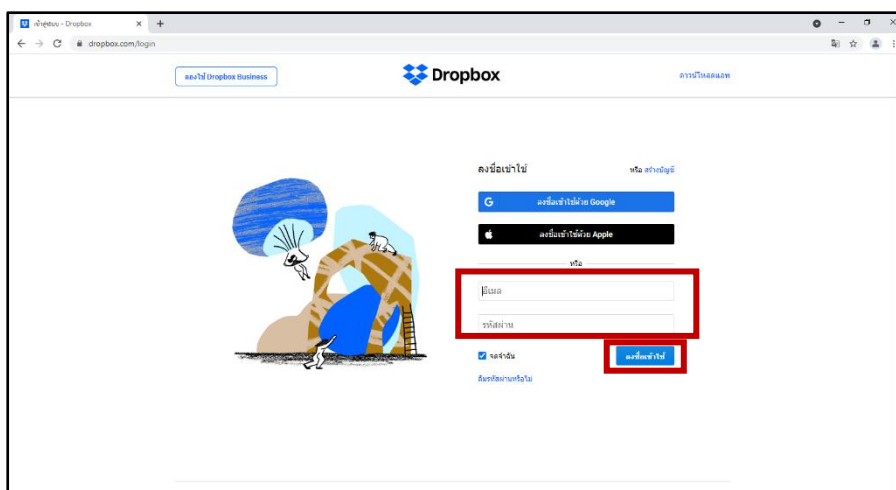 เข้าสู่ระบบ - Dropbox
dropbox.com/login
ลองใช้ Dropbox Business
Dropbox
ดาวน์โหลดแอพ
ลงชื่อเข้าใช้
หรือ สร้างบัญชี
G ลงชื่อเข้าใช้ด้วย Google
ลงชื่อเข้าใช้ด้วย Apple
หรือ
อีเมล
รหัสผ่าน
จดจำฉัน
ลงชื่อเข้าใช้
ลืมรหัสผ่านหรือไม่